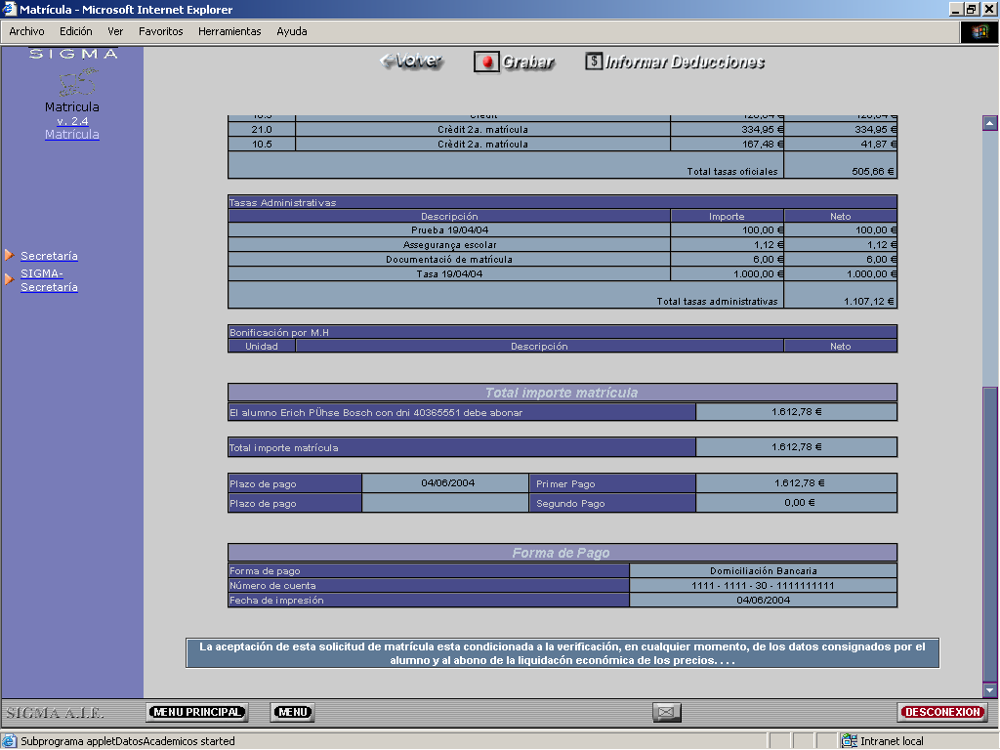 Matrícula - Microsoft Internet Explorer
Archivo Edición Ver Favoritos Herramientas Ayuda
SIGMA
Matricula
v. 2.4
Matrícula
Volver Grabar $ Informar Deducciones
21.0 Crèdit 2a. matrícula 334,95 € 334,95 €
10.5 Crèdit 2a. matrícula 167,48 € 41,87 €
Total tasas oficiales 505,66 €
Tasas Administrativas
Descripción Importe Neto
Prueba 19/04/04 100,00 € 100,00 €
Assegurança escolar 1,12 € 1,12 €
Documentació de matrícula 6,00 € 6,00 €
Tasa 19/04/04 1.000,00 € 1.000,00 €
Total tasas administrativas 1.107,12 €
Secretaría
SIGMA-
Secretaría
Bonificación por M.H
Unidad Descripción Neto
Total importe matrícula
El alumno Erich PÜhse Bosch con dni 40365551 debe abonar 1.612,78 €
Total importe matrícula 1.612,78 €
Plazo de pago 04/06/2004 Primer Pago 1.612,78 €
Plazo de pago Segundo Pago 0,00 €
Forma de Pago
Forma de pago Domiciliación Bancaria
Número de cuenta 1111 - 1111 - 30 - 1111111111
Fecha de impresión 04/06/2004
La aceptación de esta solicitud de matrícula esta condicionada a la verificación, en cualquier momento, de los datos consignados por el
alumno y al abono de la liquidacón económica de los precios. . . .
SIGMA A.I.E. MENU PRINCIPAL MENU DESCONEXION
Subprograma appletDatosAcademicos started Intranet local